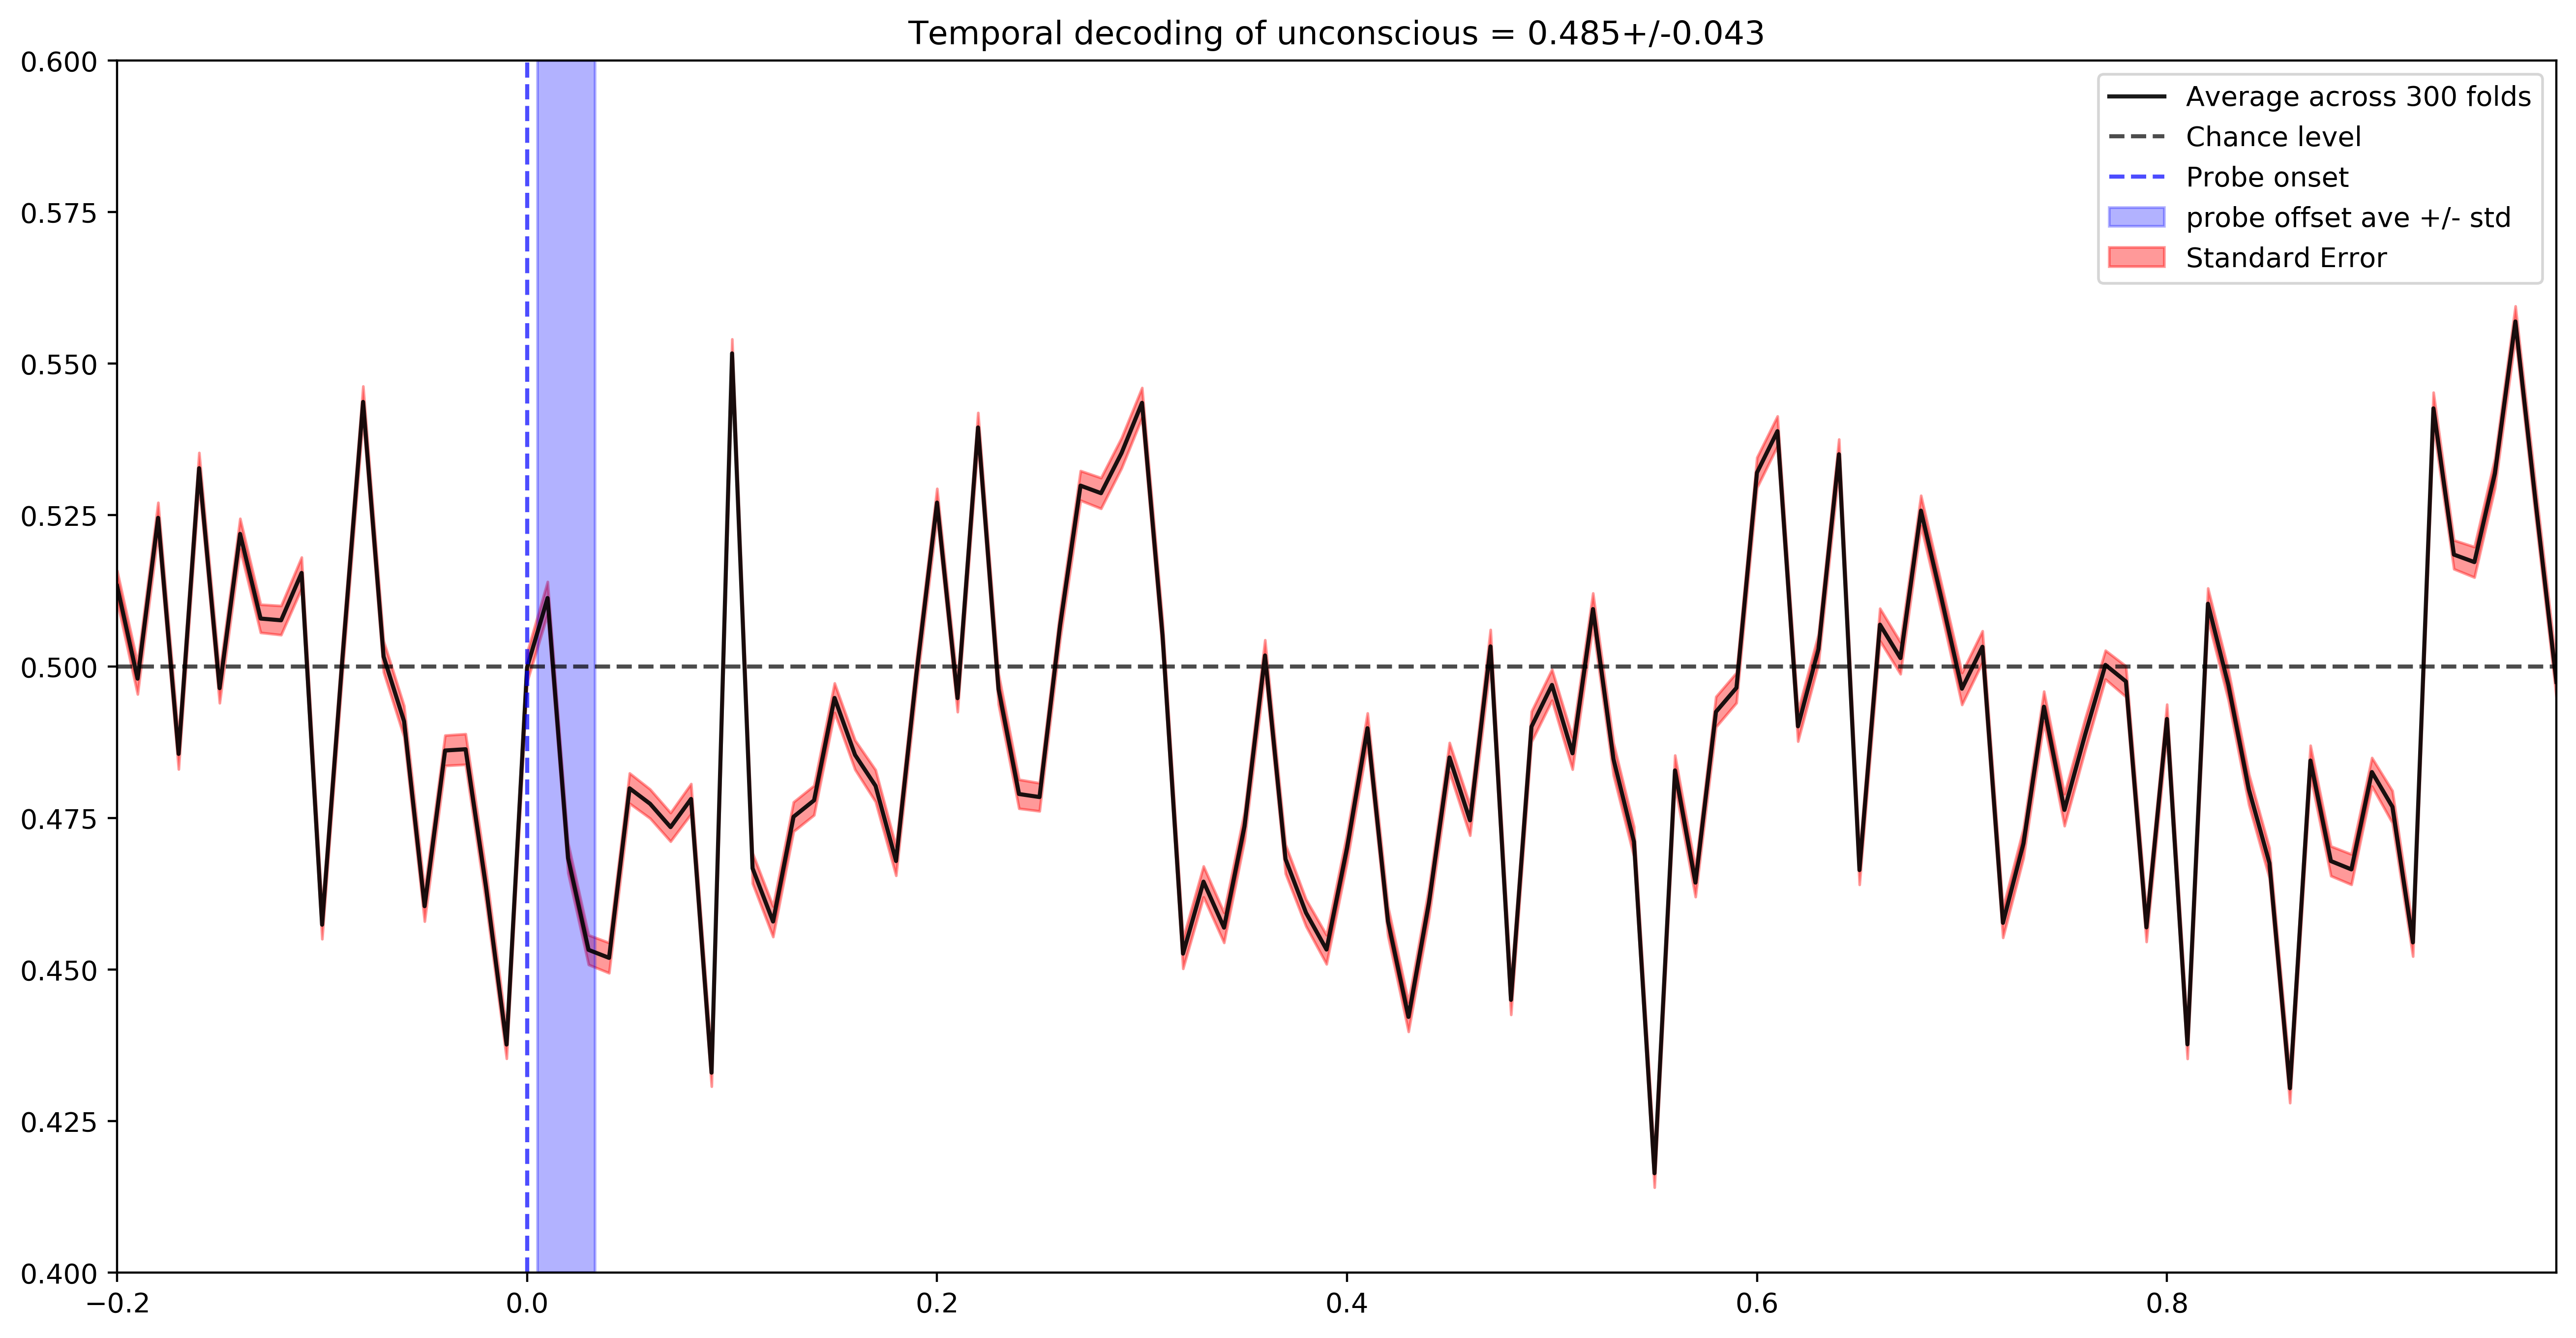 Temporal decoding of unconscious = 0.485+/-0.043
0.600
0.575
0.550
0.525
0.500
0.475
0.450
0.425
0.400
−0.2
0.0
0.2
0.4
0.6
0.8
Average across 300 folds
Chance level
Probe onset
probe offset ave +/- std
Standard Error